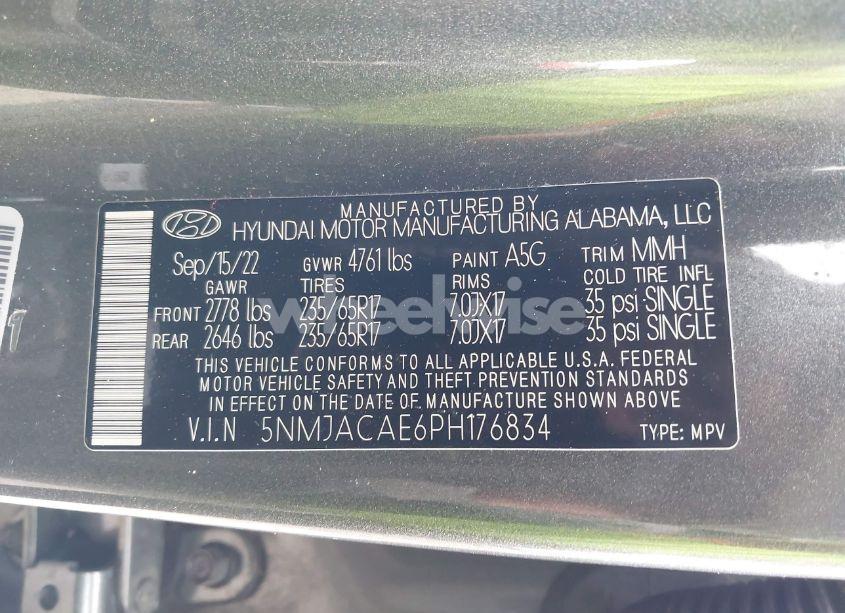 MANUFACTURED BY
HYUNDAI MOTOR MANUFACTURING ALABAMA, LLC
Sep/15/22 GVWR 4761 lbs PAINT A5G TRIM MMH
GAWR TIRES RIMS COLD TIRE INFL
FRONT 2778 lbs 235/65R17 7.0JX17 35 psi-SINGLE
REAR 2646 lbs 235/65R17 7.0JX17 35 psi-SINGLE
wheelwise
THIS VEHICLE CONFORMS TO ALL APPLICABLE U.S.A. FEDERAL
MOTOR VEHICLE SAFETY AND THEFT PREVENTION STANDARDS
IN EFFECT ON THE DATE OF MANUFACTURE SHOWN ABOVE.
V.I.N 5NMJACAE6PH176834 TYPE: MPV